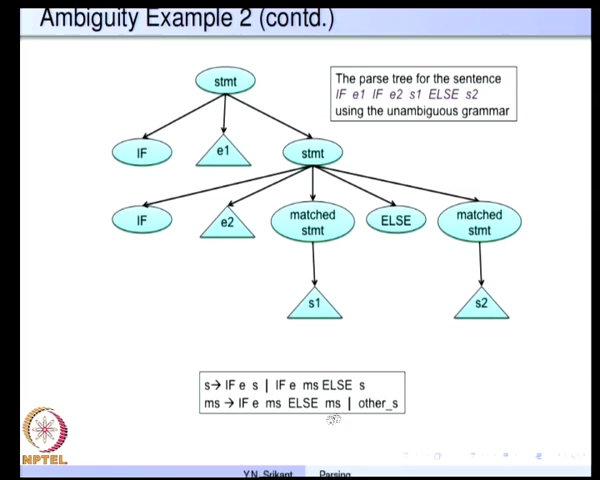 Ambiguity Example 2 (contd.)
stmt
The parse tree for the sentence
IF e1 IF e2 s1 ELSE s2
using the unambiguous grammar
IF e1 stmt
IF e2 matched stmt ELSE matched stmt
s1 s2
s→ IF e s | IF e ms ELSE s
ms → IF e ms ELSE ms | other_s
NPTEL
Y.N. Srikant Parsing